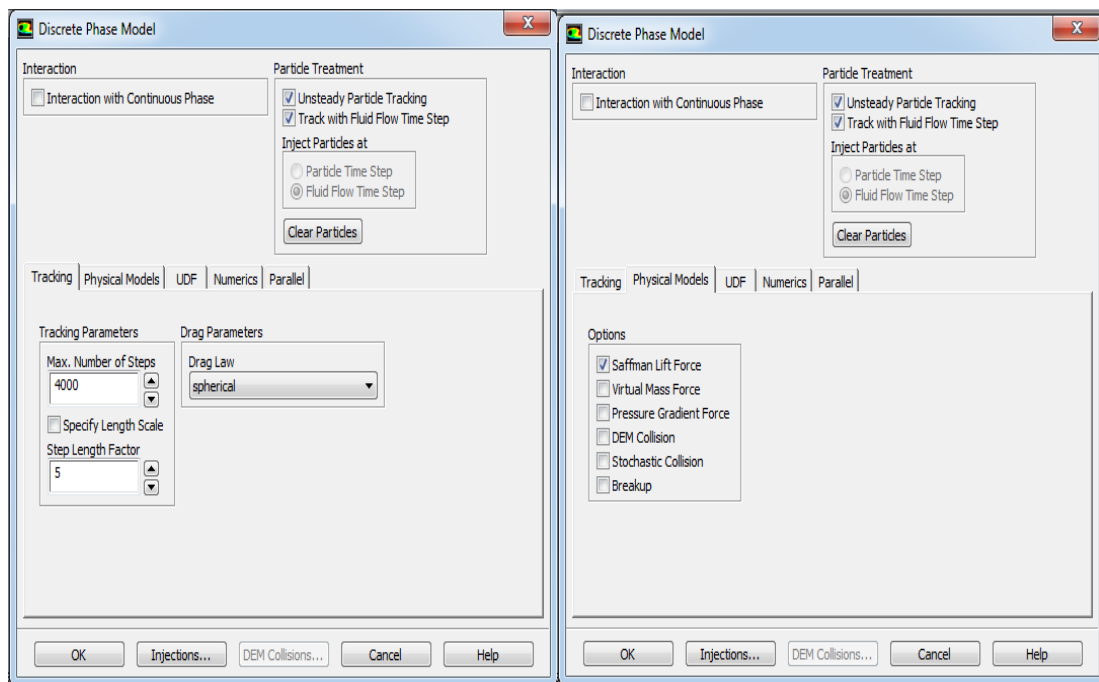 Discrete Phase Model
Interaction
Interaction with Continuous Phase
Particle Treatment
Unsteady Particle Tracking
Track with Fluid Flow Time Step
Inject Particles at
Particle Time Step
Fluid Flow Time Step
Clear Particles
Tracking Physical Models UDF Numerics Parallel
Tracking Parameters
Max. Number of Steps
4000
Specify Length Scale
Step Length Factor
5
Drag Parameters
Drag Law
spherical
OK Injections... DEM Collisions... Cancel Help
Discrete Phase Model
Interaction
Interaction with Continuous Phase
Particle Treatment
Unsteady Particle Tracking
Track with Fluid Flow Time Step
Inject Particles at
Particle Time Step
Fluid Flow Time Step
Clear Particles
Tracking Physical Models UDF Numerics Parallel
Options
Saffman Lift Force
Virtual Mass Force
Pressure Gradient Force
DEM Collision
Stochastic Collision
Breakup
OK Injections... DEM Collisions... Cancel Help